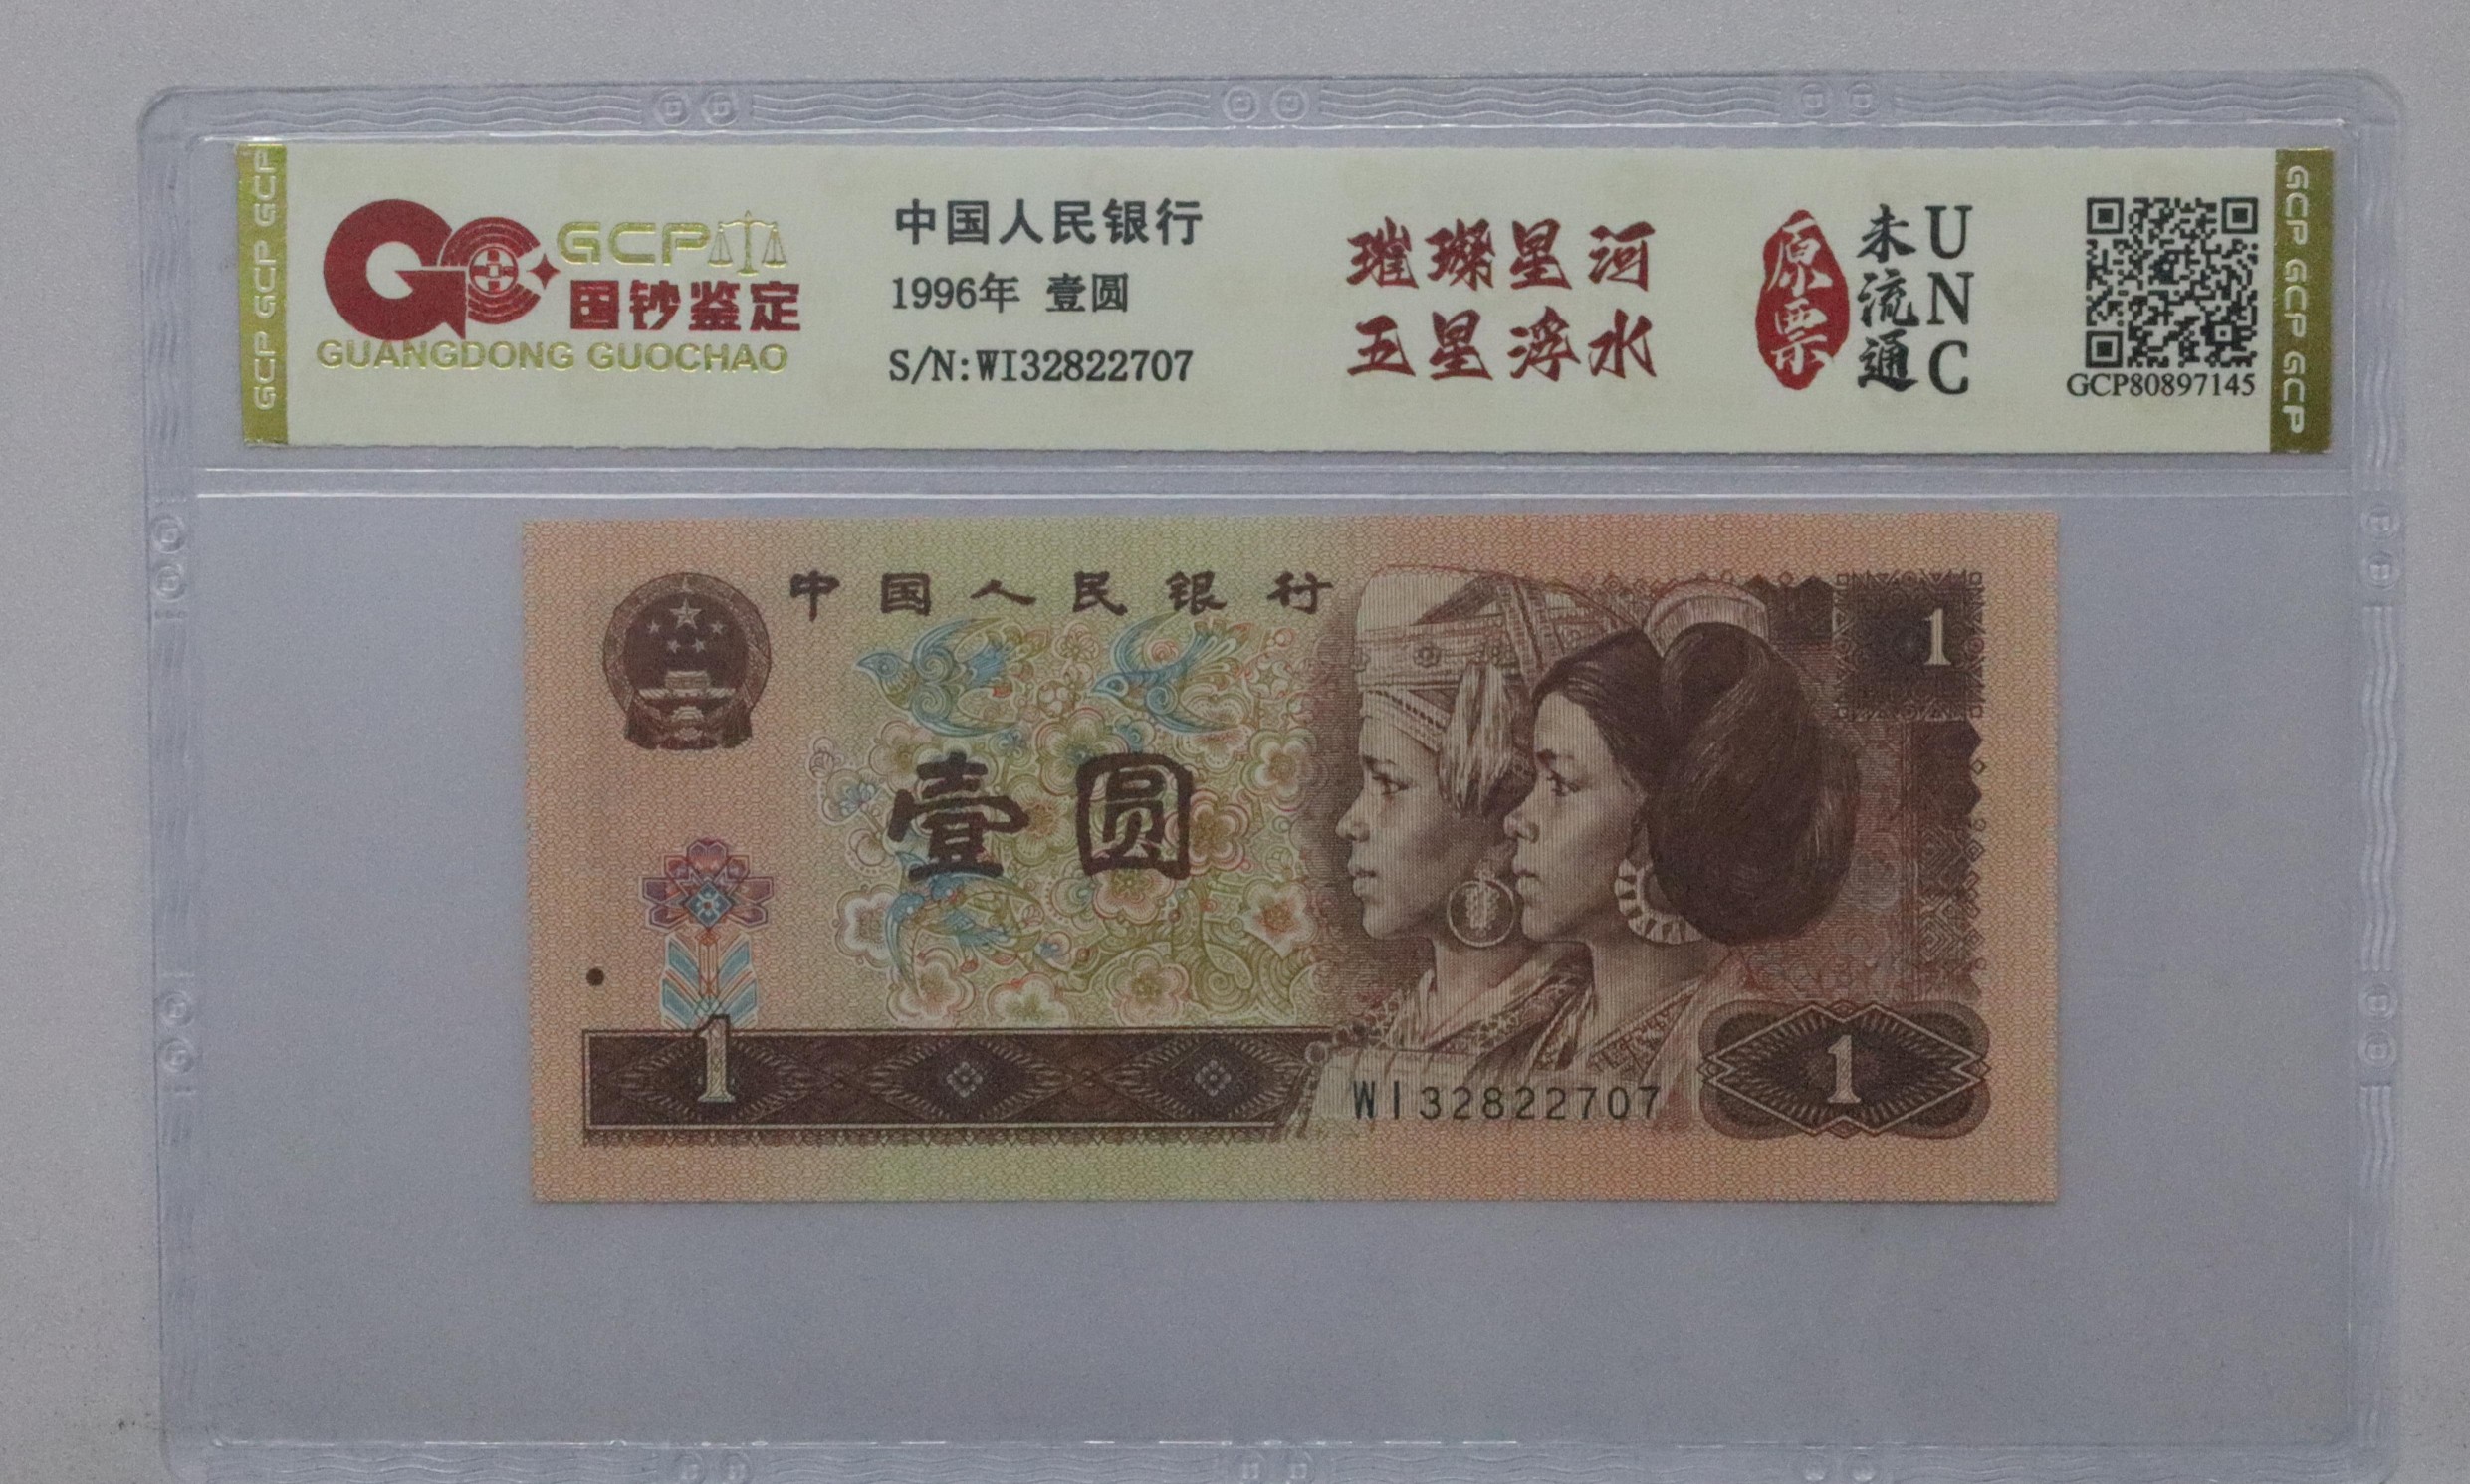 GCP GCP GCP
GCP
国钞鉴定
GUANGDONG GUOCHAO
中国人民银行
1996年 壹圆
S/N:WI32822707
璀璨星河
五星浮水
原票
未流通
UNC
GCP80897145
GCP GCP GCP
中国人民银行
1
壹圆
1
1
WI32822707